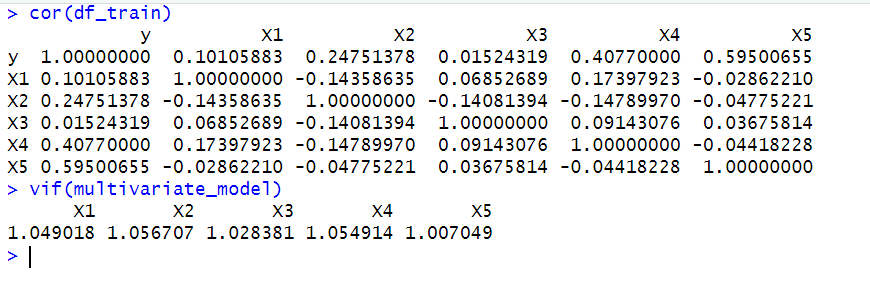 > cor(df_train)
y X1 X2 X3 X4 X5
y 1.00000000 0.10105883 0.24751378 0.01524319 0.40770000 0.59500655
X1 0.10105883 1.00000000 -0.14358635 0.06852689 0.17397923 -0.02862210
X2 0.24751378 -0.14358635 1.00000000 -0.14081394 -0.14789970 -0.04775221
X3 0.01524319 0.06852689 -0.14081394 1.00000000 0.09143076 0.03675814
X4 0.40770000 0.17397923 -0.14789970 0.09143076 1.00000000 -0.04418228
X5 0.59500655 -0.02862210 -0.04775221 0.03675814 -0.04418228 1.00000000
> vif(multivariate_model)
X1 X2 X3 X4 X5
1.049018 1.056707 1.028381 1.054914 1.007049
>